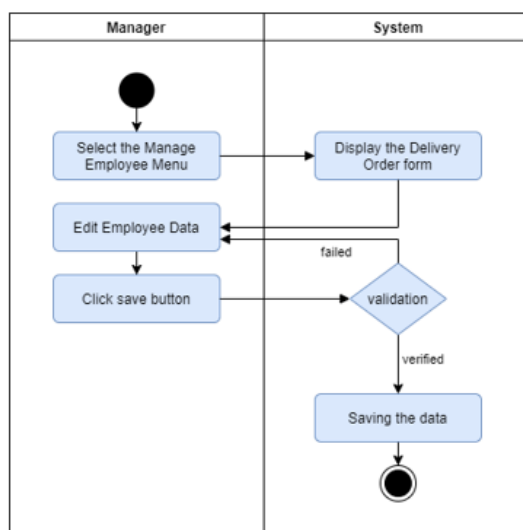 Manager
System
Select the Manage
Employee Menu
Display the Delivery
Order form
Edit Employee Data
failed
Click save button
validation
verified
Saving the data